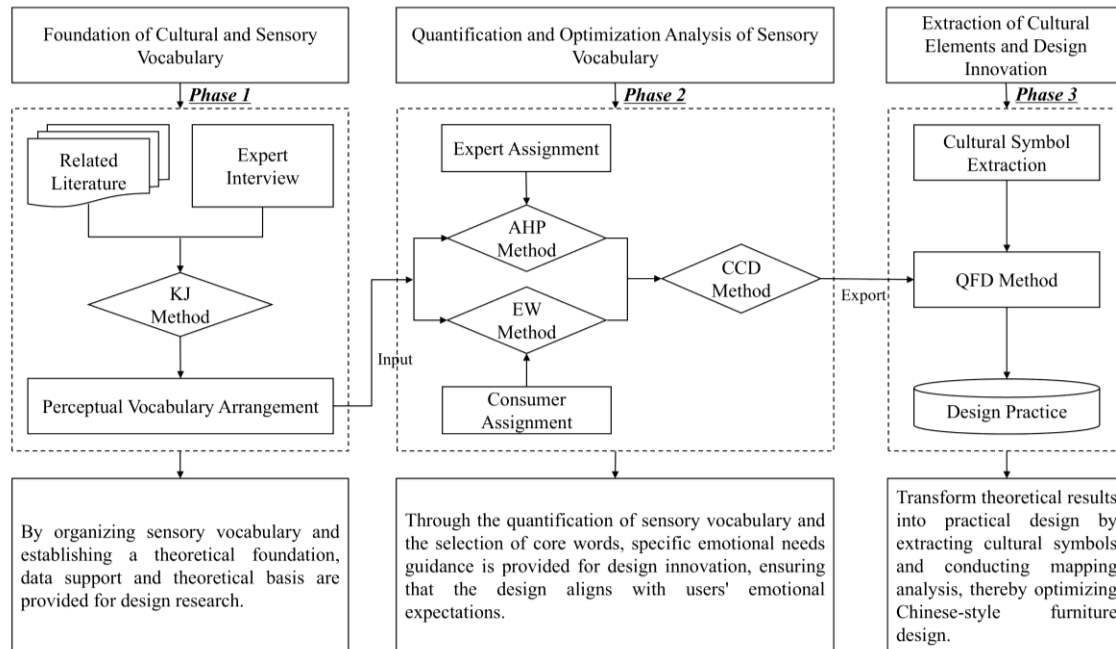 Foundation of Cultural and Sensory
Vocabulary
Quantification and Optimization Analysis of Sensory
Vocabulary
Extraction of Cultural
Elements and Design
Innovation
Phase 1
Phase 2
Phase 3
Related
Literature
Expert
Interview
KJ
Method
Perceptual Vocabulary Arrangement
Input
Expert Assignment
AHP
Method
EW
Method
Consumer
Assignment
CCD
Method
Export
Cultural Symbol
Extraction
QFD Method
Design Practice
By organizing sensory vocabulary and
establishing a theoretical foundation,
data support and theoretical basis are
provided for design research.
Through the quantification of sensory vocabulary and
the selection of core words, specific emotional needs
guidance is provided for design innovation, ensuring
that the design aligns with users' emotional
expectations.
Transform theoretical results
into practical design by
extracting cultural symbols
and conducting mapping
analysis, thereby optimizing
Chinese-style furniture
design.